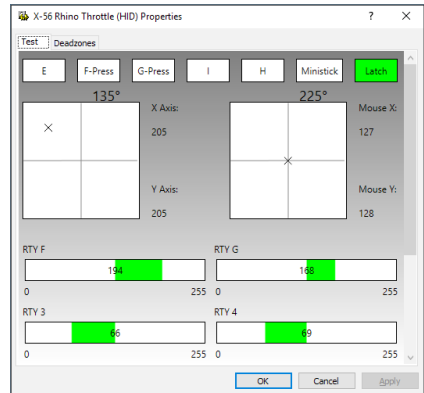 X-56 Rhino Throttle (HID) Properties
Test Deadzones
E F-Press G-Press I H Ministick Latch
135° 225°
X Axis: Mouse X:
205 127
Y Axis: Mouse Y:
205 128
RTY F RTY G
194 168
0 255 0 255
RTY 3 RTY 4
66 69
0 255 0 255
OK Cancel Apply